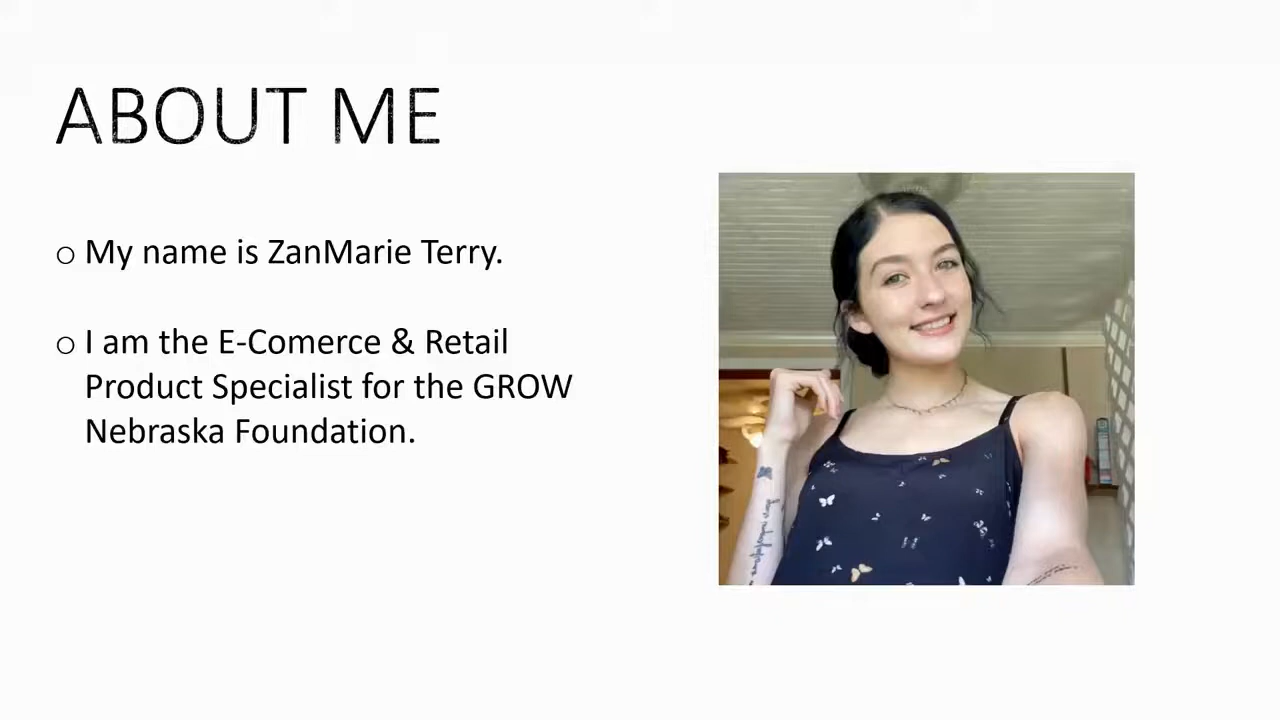 ABOUT ME
o My name is ZanMarie Terry.
o I am the E-Comerce & Retail
Product Specialist for the GROW
Nebraska Foundation.